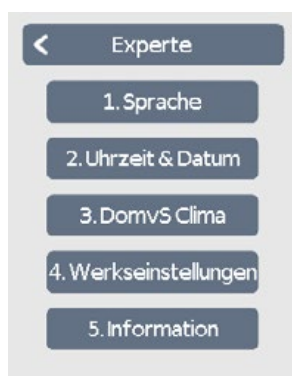 Experte
1. Sprache
2. Uhrzeit & Datum
3. DomvS Clima
4. Werkseinstellungen
5. Information